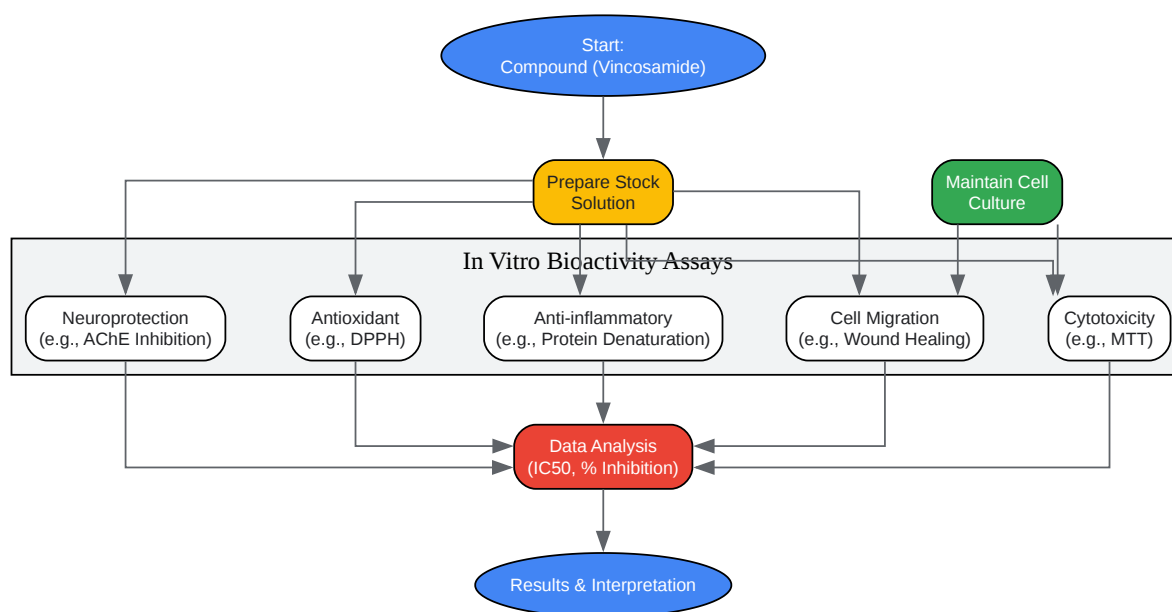 Start:
Compound (Vincosamide)
Prepare Stock
Solution
Maintain Cell
Culture
In Vitro Bioactivity Assays
Neuroprotection
(e.g., AChE Inhibition)
Antioxidant
(e.g., DPPH)
Anti-inflammatory
(e.g., Protein Denaturation)
Cell Migration
(e.g., Wound Healing)
Cytotoxicity
(e.g., MTT)
Data Analysis
(IC50, % Inhibition)
Results & Interpretation